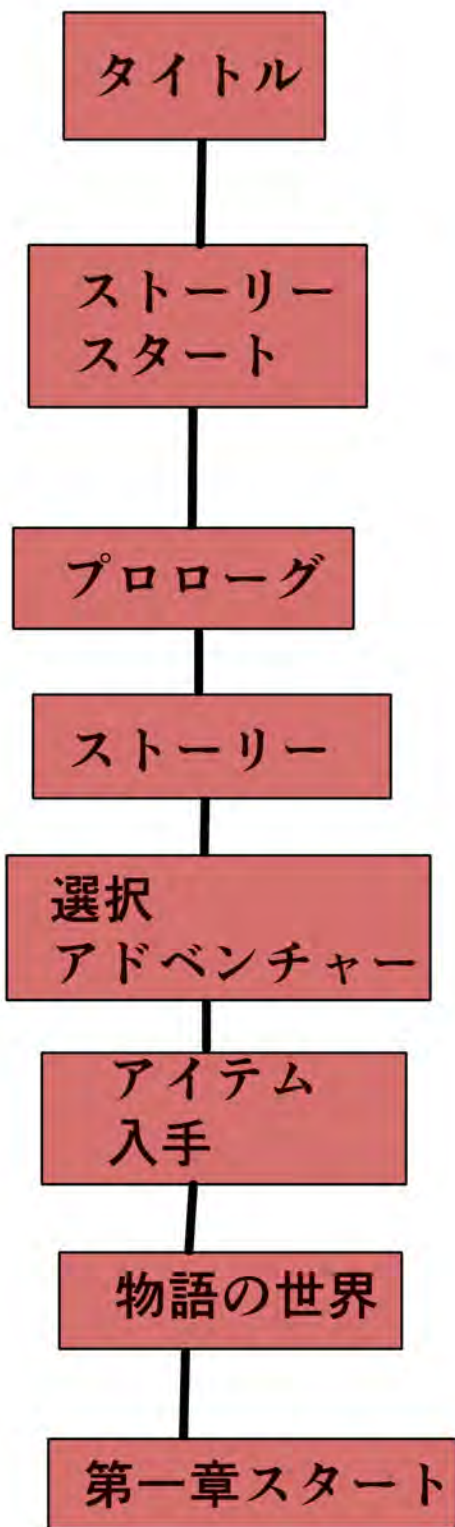 タイトル
ストーリー
スタート
プロローグ
ストーリー
選択
アドベンチャー
アイテム
入手
物語の世界
第一章スタート